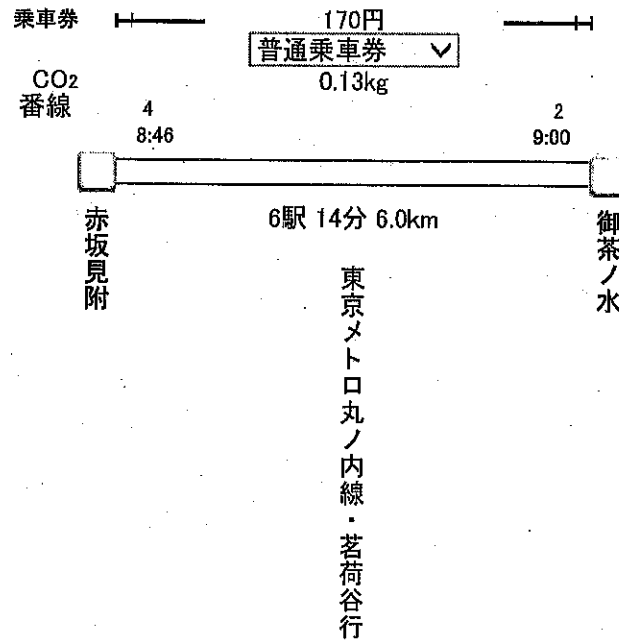 乗車券 170円
普通乗車券
CO2 0.13kg
番線 4 2
8:46 9:00
赤坂見附
6駅 14分 6.0km
御茶ノ水
東京メトロ丸ノ内線・茗荷谷行